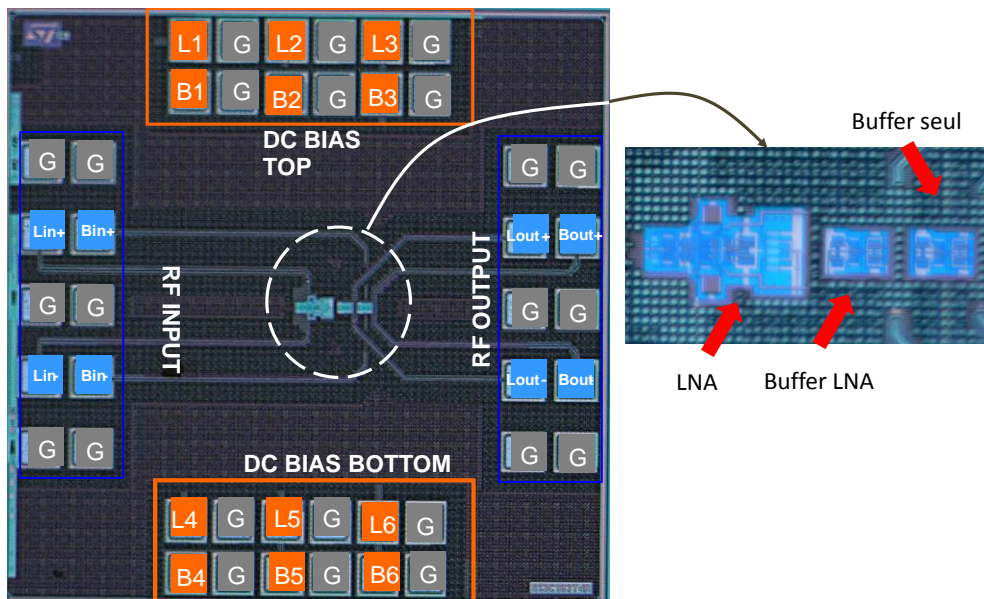 ST
L1 G L2 G L3 G
B1 G B2 G B3 G
DC BIAS
TOP
G G
Lin+ Bin+
G G
Lin- Bin-
G G
RF INPUT
RF OUTPUT
G G
Lout+ Bout+
G G
Lout- Bout-
G G
DC BIAS BOTTOM
L4 G L5 G L6 G
B4 G B5 G B6 G
Buffer seul
LNA
Buffer LNA